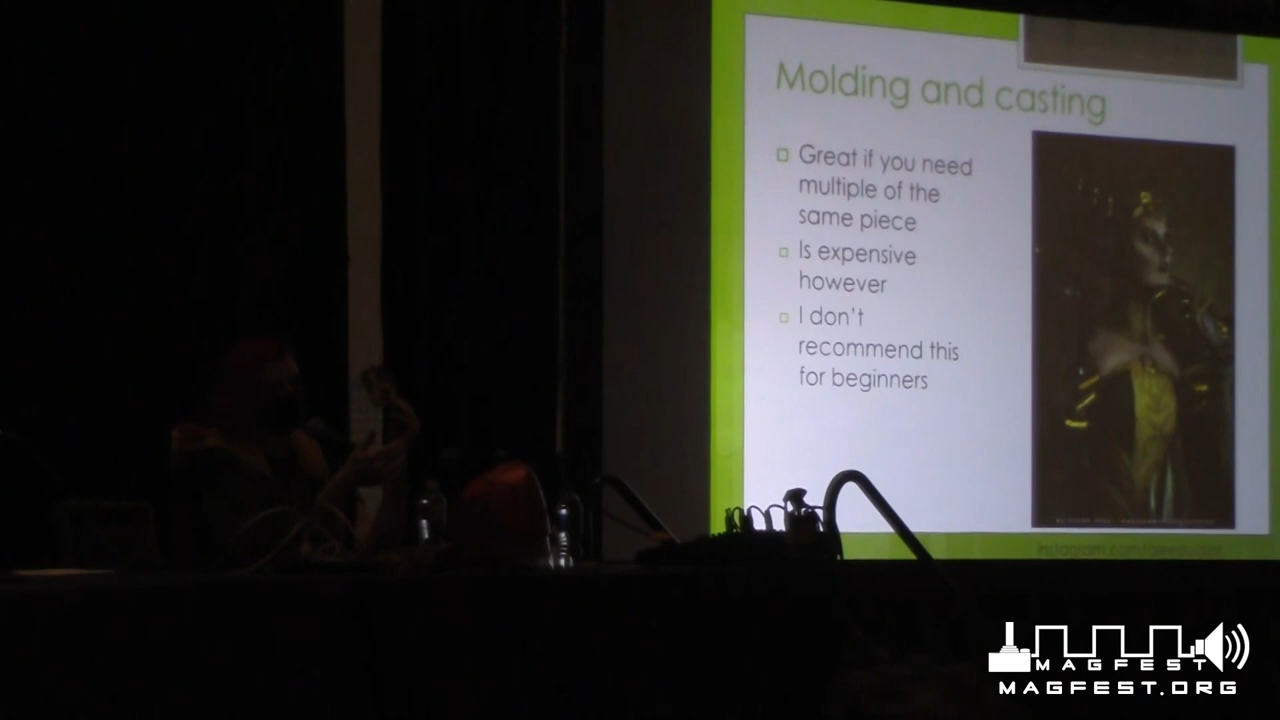 Molding and casting
Great if you need
multiple of the
same piece
Is expensive
however
I don't
recommend this
for beginners
MAGFEST
MAGFEST.ORG